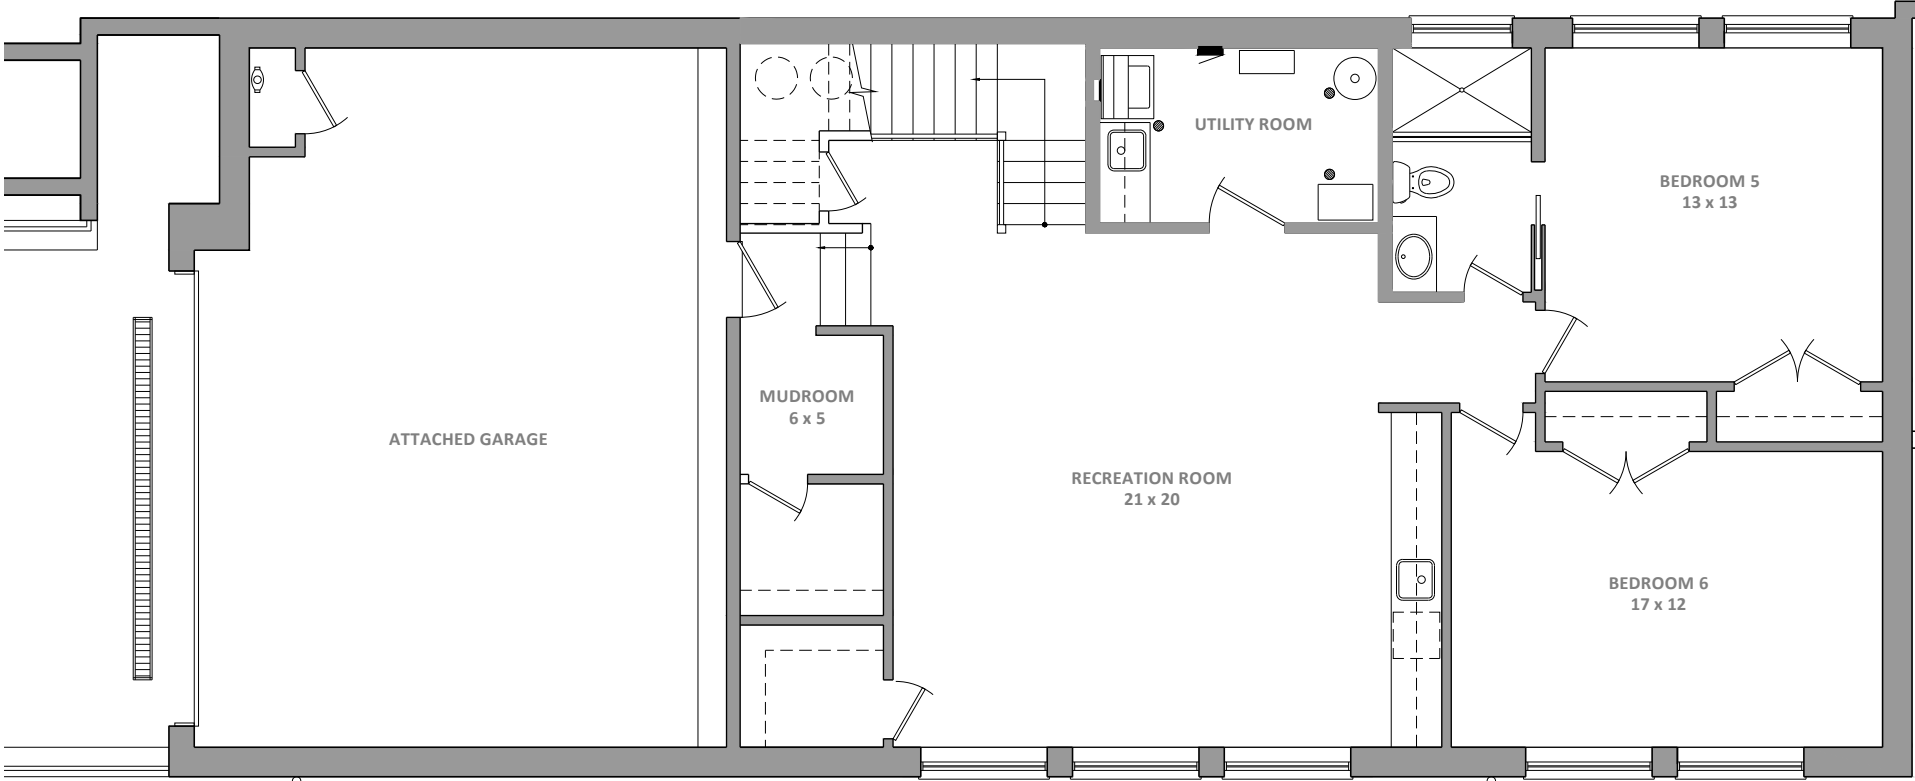 UTILITY ROOM
BEDROOM 5
13 x 13
MUDROOM
6 x 5
ATTACHED GARAGE
RECREATION ROOM
21 x 20
BEDROOM 6
17 x 12